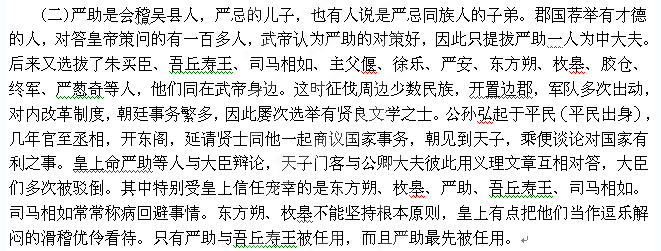 (二)严助是会稽吴县人，严忌的儿子，也有人说是严忌同族人的子弟。郡国荐举有才德
的人，对答皇帝策问的有一百多人，武帝认为严助的对策好，因此只提拔严助一人为中大夫。
后来又选拔了朱买臣、吾丘寿王、司马相如、主父偃、徐乐、严安、东方朔、枚皋、胶仓、
终军、严葱奇等人，他们同在武帝身边。这时征伐周边少数民族，开置边郡，军队多次出动，
对内改革制度，朝廷事务繁多，因此屡次选举有贤良文学之士。公孙弘起于平民（平民出身），
几年官至丞相，开东阁，延请贤士同他一起商议国家事务，朝见到天子，乘便谈论对国家有
利之事。皇上命严助等人与大臣辩论，天子门客与公卿大夫彼此用义理文章互相对答，大臣
们多次被驳倒。其中特别受皇上信任宠幸的是东方朔、枚皋、严助、吾丘寿王、司马相如。
司马相如常常称病回避事情。东方朔、枚皋不能坚持根本原则，皇上有点把他们当作逗乐解
闷的滑稽优伶看待。只有严助与吾丘寿王被任用，而且严助最先被任用。